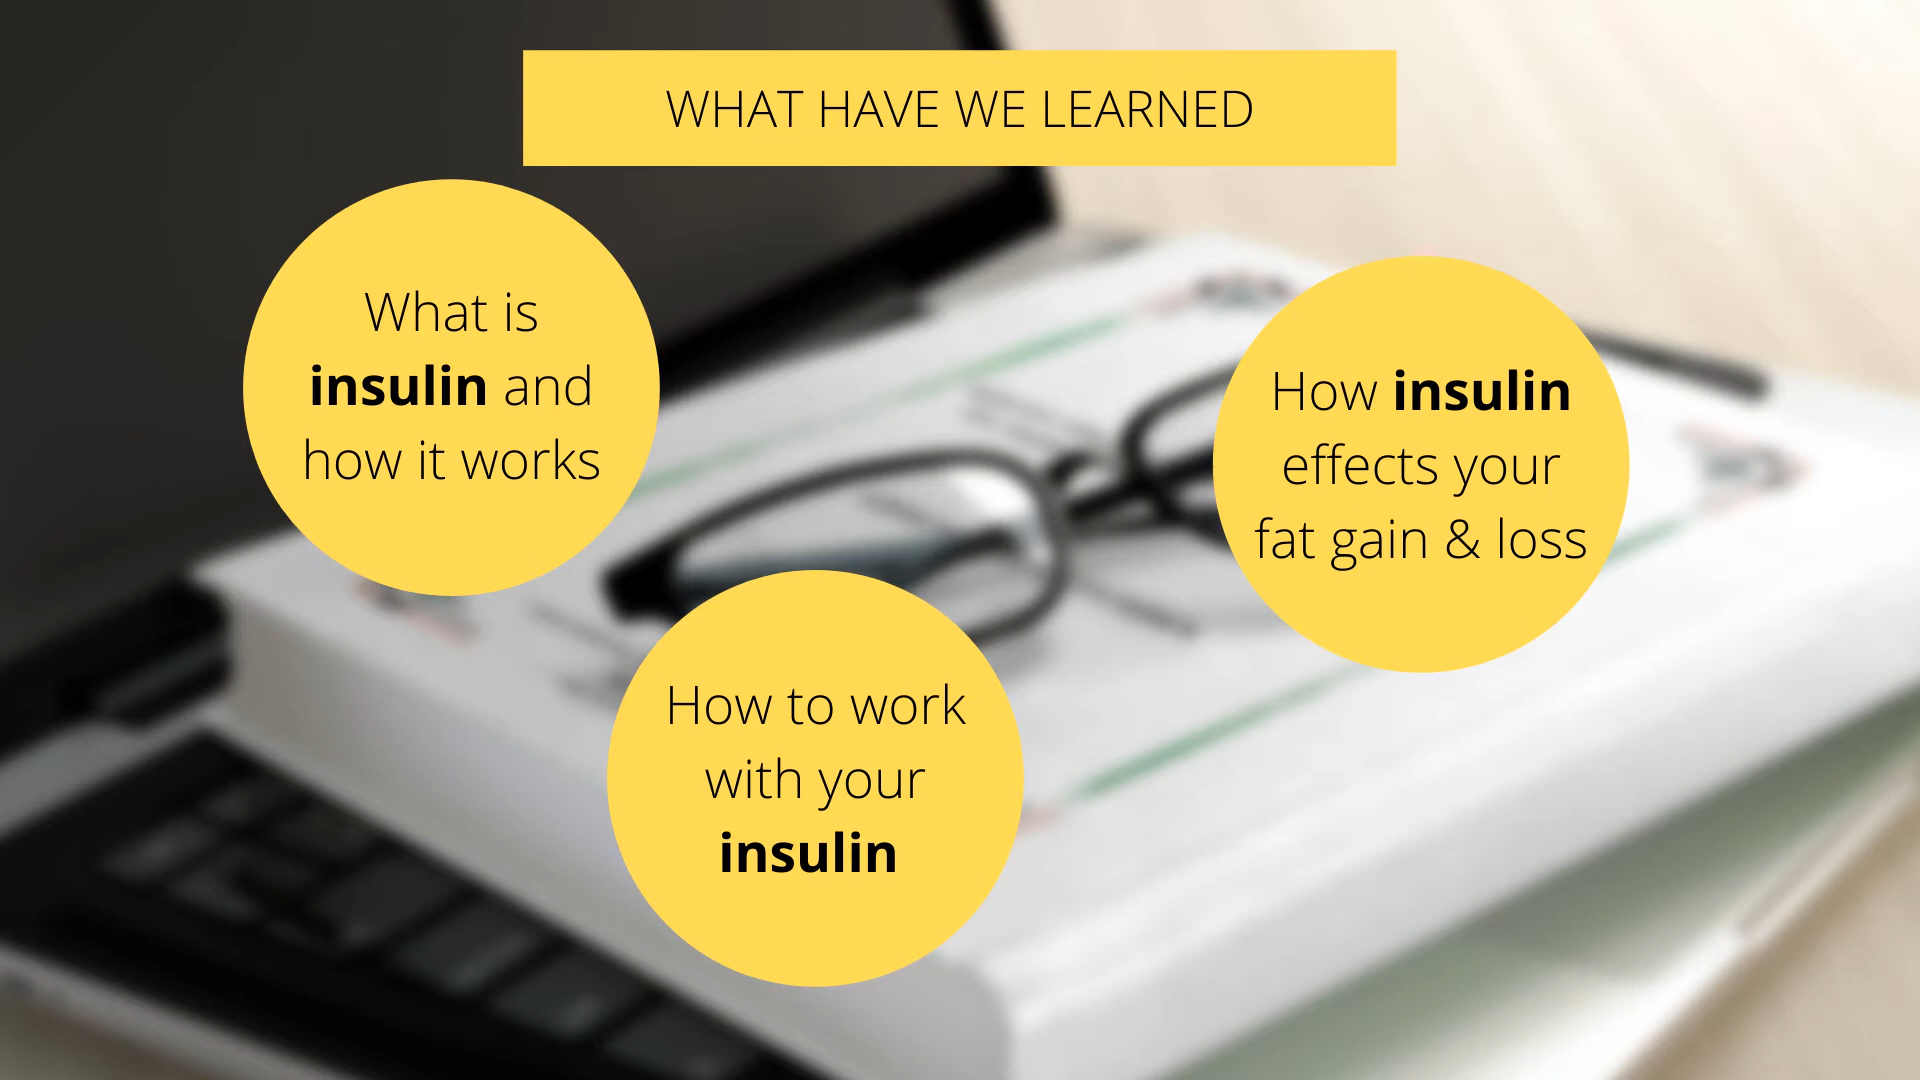 WHAT HAVE WE LEARNED
What is
insulin and
how it works
How insulin
effects your
fat gain & loss
How to work
with your
insulin